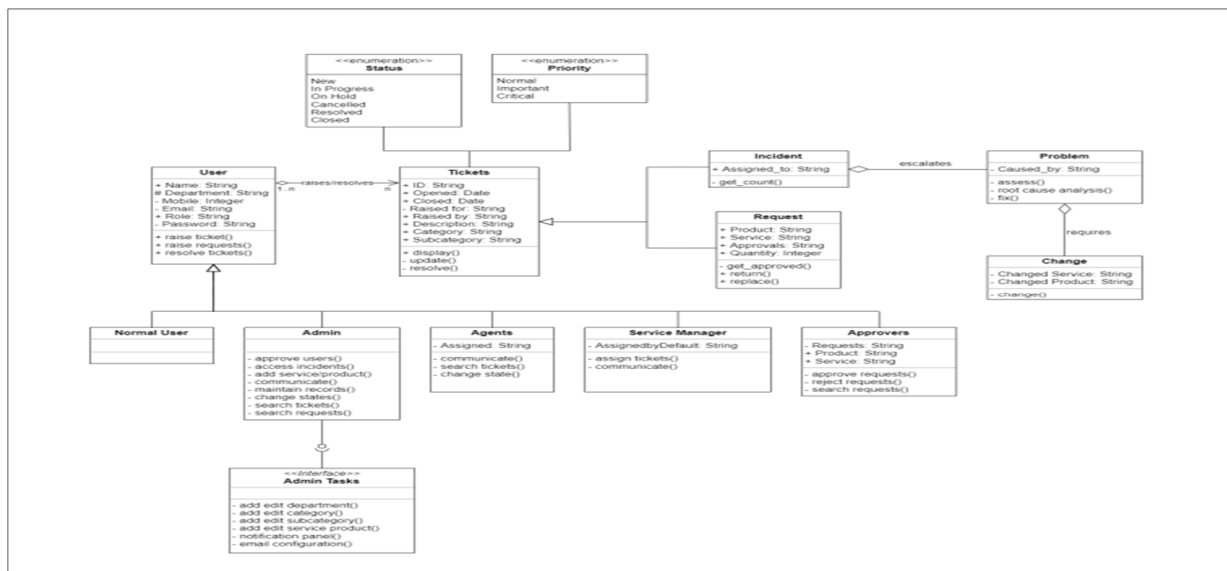 <<enumeration>>
Status
New
In Progress
On Hold
Cancelled
Resolved
Closed
<<enumeration>>
Priority
Normal
Important
Critical
User
+ Name: String
# Department: String
- Mobile: Integer
- Email: String
+ Role: String
- Password: String
+ raise ticket()
+ raise requests()
+ resolve tickets()
raises/resolves
1..n
n
Tickets
+ ID: String
+ Opened: Date
+ Closed: Date
- Raised for: String
+ Raised by: String
+ Description: String
+ Category: String
+ Subcategory: String
+ display()
- update()
- resolve()
Incident
+ Assigned_to: String
- get_count()
escalates
Problem
- Caused_by: String
- assess()
- root cause analysis()
- fix()
Request
+ Product: String
+ Service: String
+ Approvals: String
+ Quantity: Integer
- get_approved()
+ return()
+ replace()
requires
Change
- Changed Service: String
- Changed Product: String
- change()
Normal User
Admin
- approve users()
- access incidents()
- add service/product()
- communicate()
- maintain records()
- change states()
- search tickets()
- search requests()
Agents
- Assigned: String
- communicate()
- search tickets()
- change state()
Service Manager
- AssignedbyDefault: String
- assign tickets()
- communicate()
Approvers
- Requests: String
+ Product: String
+ Service: String
- approve requests()
- reject requests()
- search requests()
<<Interface>>
Admin Tasks
- add edit department()
- add edit category()
- add edit subcategory()
- add edit service product()
- notification panel()
- email configuration()